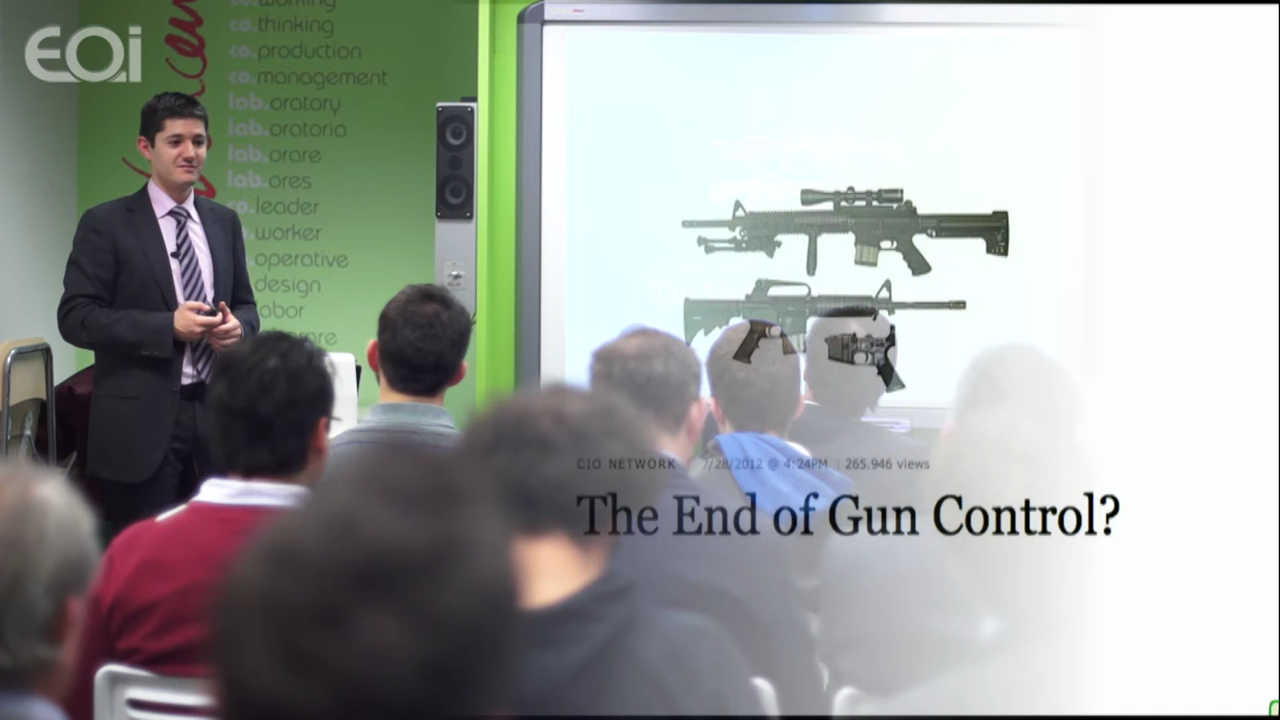 EOi
co.working
co.thinking
co.production
co.management
lab.oratory
lab.oratoria
lab.orare
lab.ores
co.leader
.worker
.operative
design
CIO NETWORK 7/28/2012 @ 4:24PM | 265.946 views
The End of Gun Control?